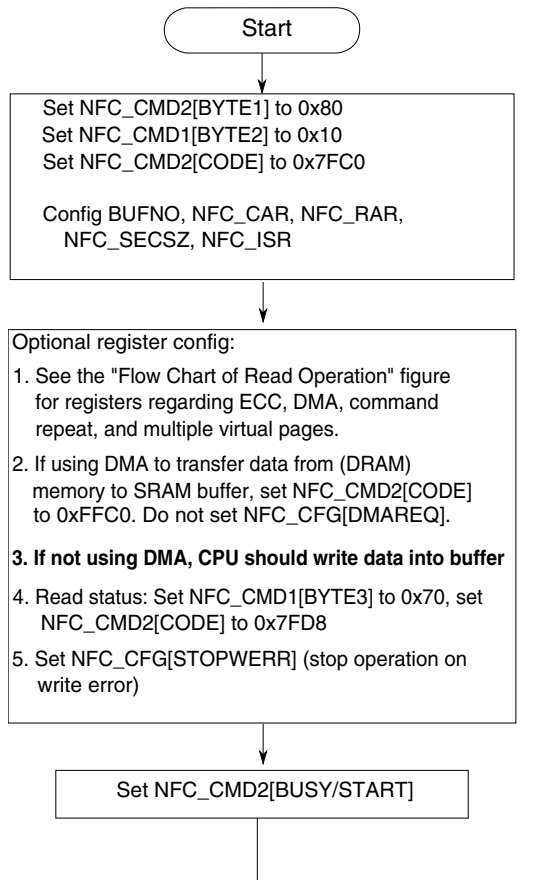 Start
Set NFC_CMD2[BYTE1] to 0x80
Set NFC_CMD1[BYTE2] to 0x10
Set NFC_CMD2[CODE] to 0x7FC0
Config BUFNO, NFC_CAR, NFC_RAR,
NFC_SECSZ, NFC_ISR
Optional register config:
1. See the "Flow Chart of Read Operation" figure
for registers regarding ECC, DMA, command
repeat, and multiple virtual pages.
2. If using DMA to transfer data from (DRAM)
memory to SRAM buffer, set NFC_CMD2[CODE]
to 0xFFC0. Do not set NFC_CFG[DMAREQ].
3. If not using DMA, CPU should write data into buffer
4. Read status: Set NFC_CMD1[BYTE3] to 0x70, set
NFC_CMD2[CODE] to 0x7FD8
5. Set NFC_CFG[STOPWERR] (stop operation on
write error)
Set NFC_CMD2[BUSY/START]